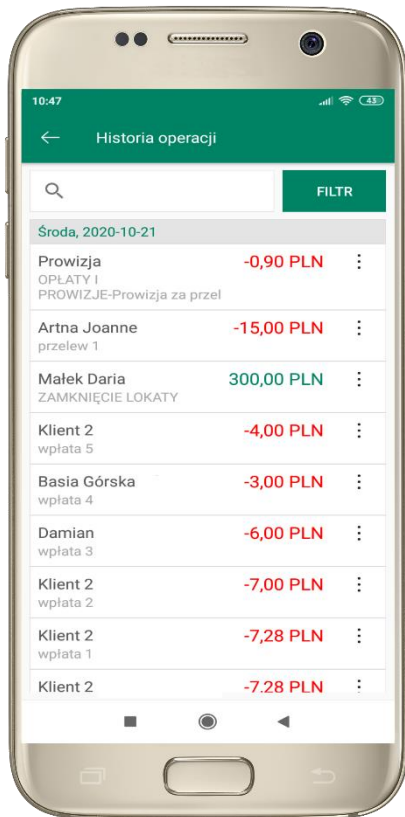 10:47
43
Historia operacji
FILTR
Środa, 2020-10-21
Prowizja -0,90 PLN
OPŁATY I
PROWIZJE-Prowizja za przel
Artna Joanne -15,00 PLN
przelew 1
Małek Daria 300,00 PLN
ZAMKNIĘCIE LOKATY
Klient 2 -4,00 PLN
wpłata 5
Basia Górska -3,00 PLN
wpłata 4
Damian -6,00 PLN
wpłata 3
Klient 2 -7,00 PLN
wpłata 2
Klient 2 -7,28 PLN
wpłata 1
Klient 2 -7,28 PLN